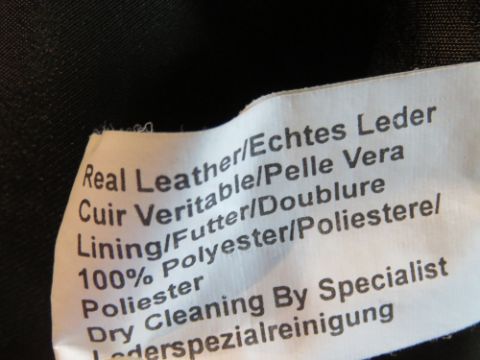 Real Leather/Echtes Leder
Cuir Veritable/Pelle Vera
Lining/Futter/Doublure
100% Polyester/Poliestere/
Poliester
Dry Cleaning By Specialist
Lederspezialreinigung